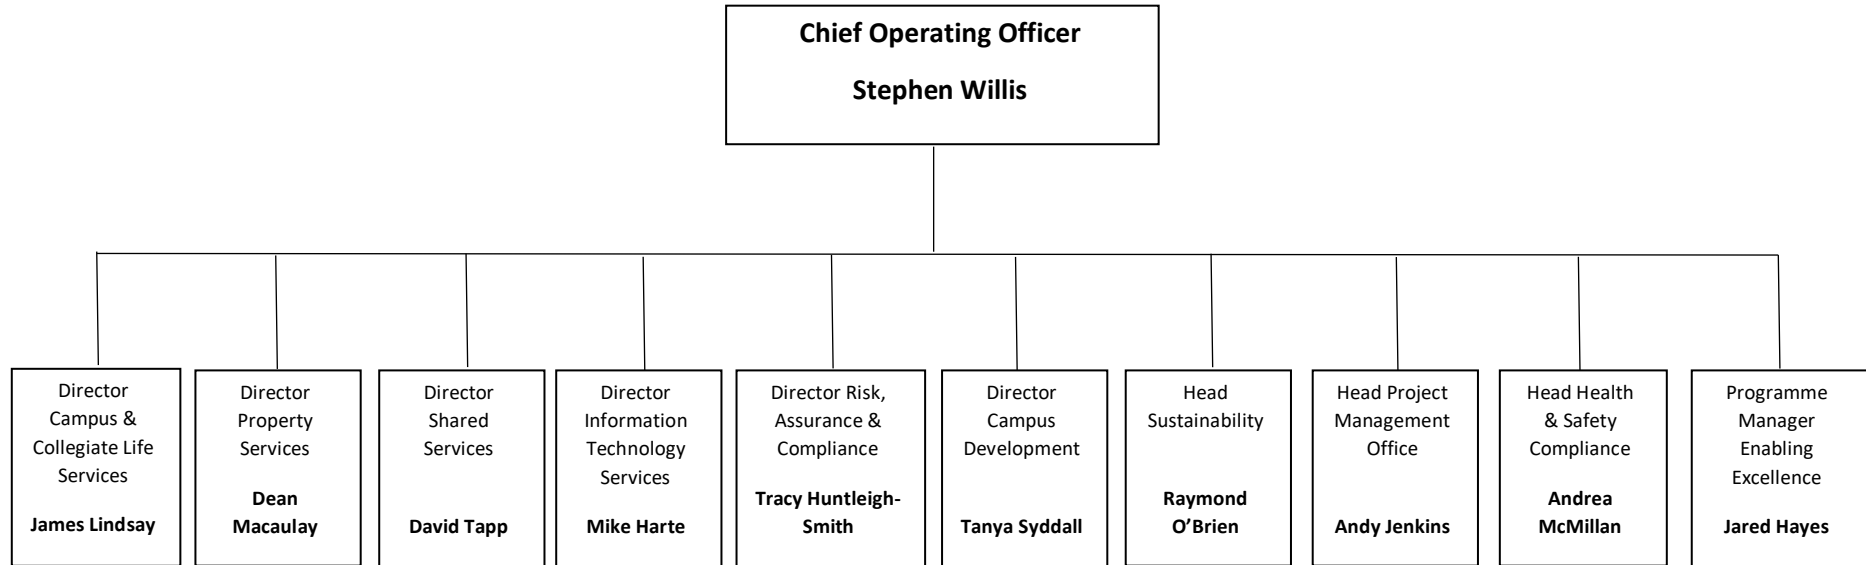 Chief Operating Officer
Stephen Willis
Director
Campus &
Collegiate Life
Services
James Lindsay
Director
Property
Services
Dean
Macaulay
Director
Shared
Services
David Tapp
Director
Information
Technology
Services
Mike Harte
Director Risk,
Assurance &
Compliance
Tracy Huntleigh-
Smith
Director
Campus
Development
Tanya Syddall
Head
Sustainability
Raymond
O’Brien
Head Project
Management
Office
Andy Jenkins
Head Health
& Safety
Compliance
Andrea
McMillan
Programme
Manager
Enabling
Excellence
Jared Hayes